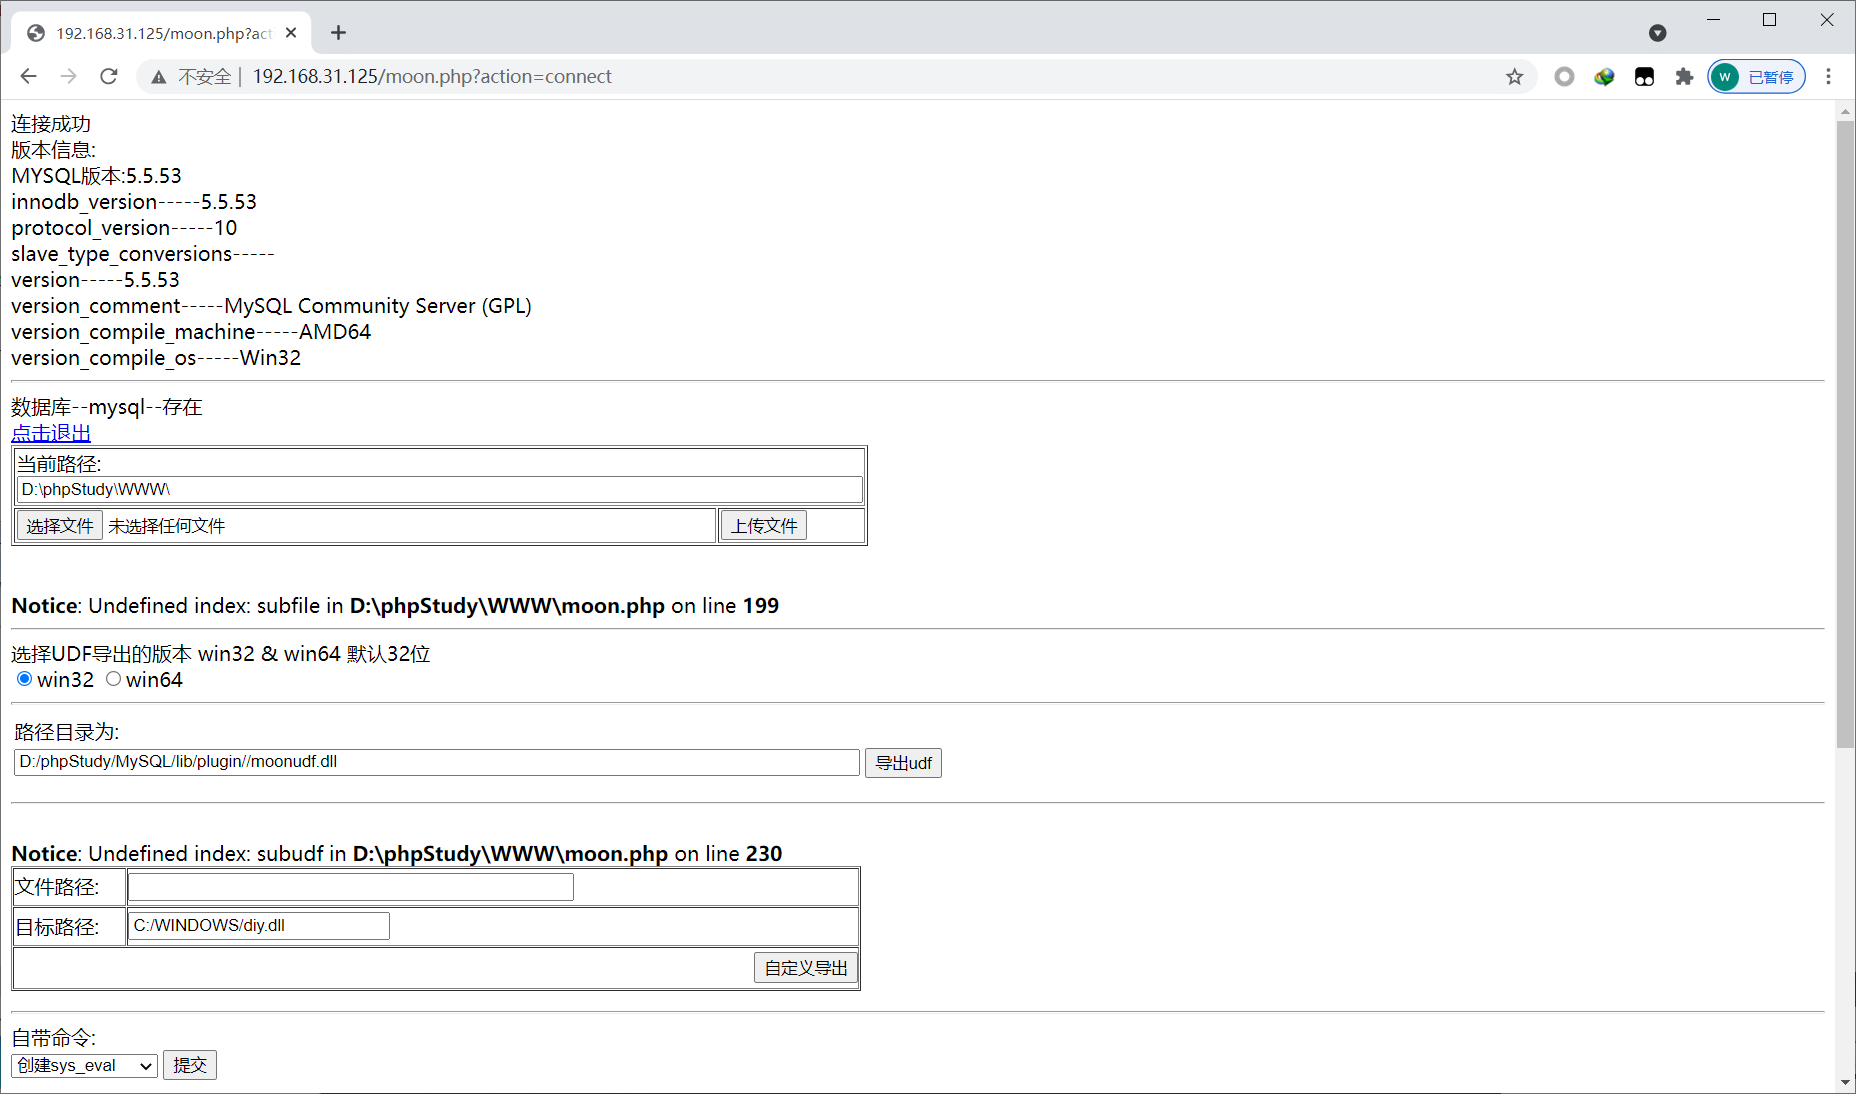 192.168.31.125/moon.php?act
不安全 | 192.168.31.125/moon.php?action=connect
W 已暂停
连接成功
版本信息:
MYSQL版本:5.5.53
innodb_version-----5.5.53
protocol_version-----10
slave_type_conversions-----
version-----5.5.53
version_comment-----MySQL Community Server (GPL)
version_compile_machine-----AMD64
version_compile_os-----Win32
数据库--mysql--存在
点击退出
当前路径:
D:\phpStudy\WWW\
选择文件 未选择任何文件 上传文件
Notice: Undefined index: subfile in D:\phpStudy\WWW\moon.php on line 199
选择UDF导出的版本 win32 & win64 默认32位
win32 win64
路径目录为:
D:/phpStudy/MySQL/lib/plugin//moonudf.dll 导出udf
Notice: Undefined index: subudf in D:\phpStudy\WWW\moon.php on line 230
文件路径:
目标路径: C:/WINDOWS/diy.dll
自定义导出
自带命令:
创建sys_eval 提交